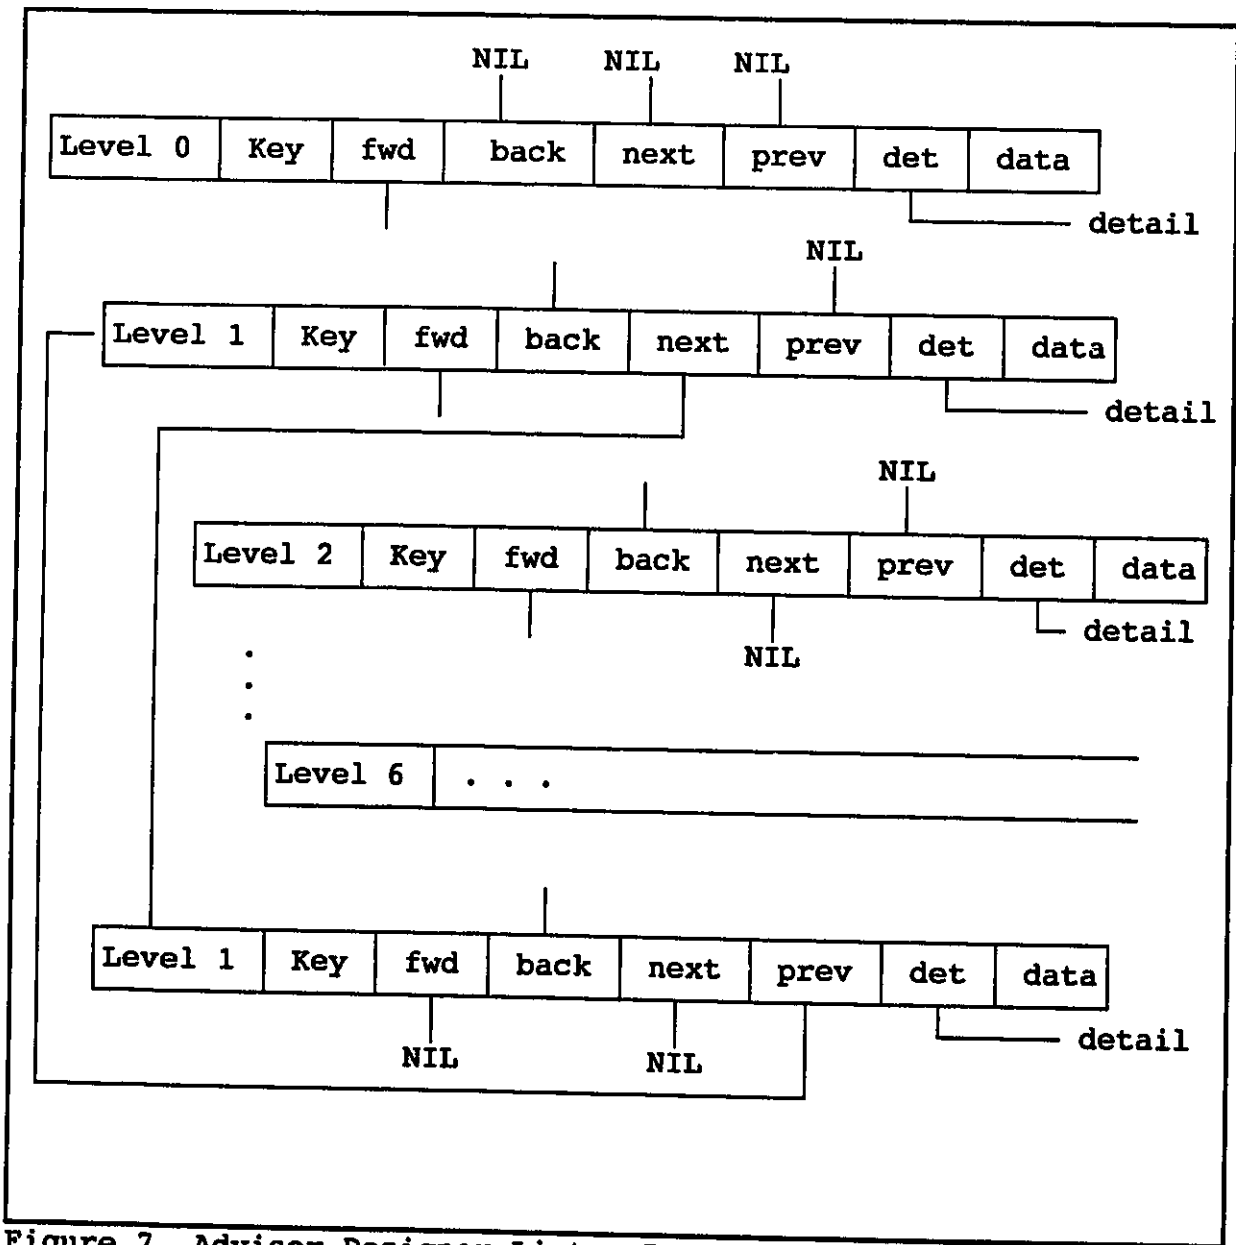 NIL NIL NIL
Level 0 Key fwd back next prev det data
detail
NIL
Level 1 Key fwd back next prev det data
detail
NIL
Level 2 Key fwd back next prev det data
detail
NIL
.
.
.
Level 6 . . .
Level 1 Key fwd back next prev det data
detail
NIL NIL
Figure 7